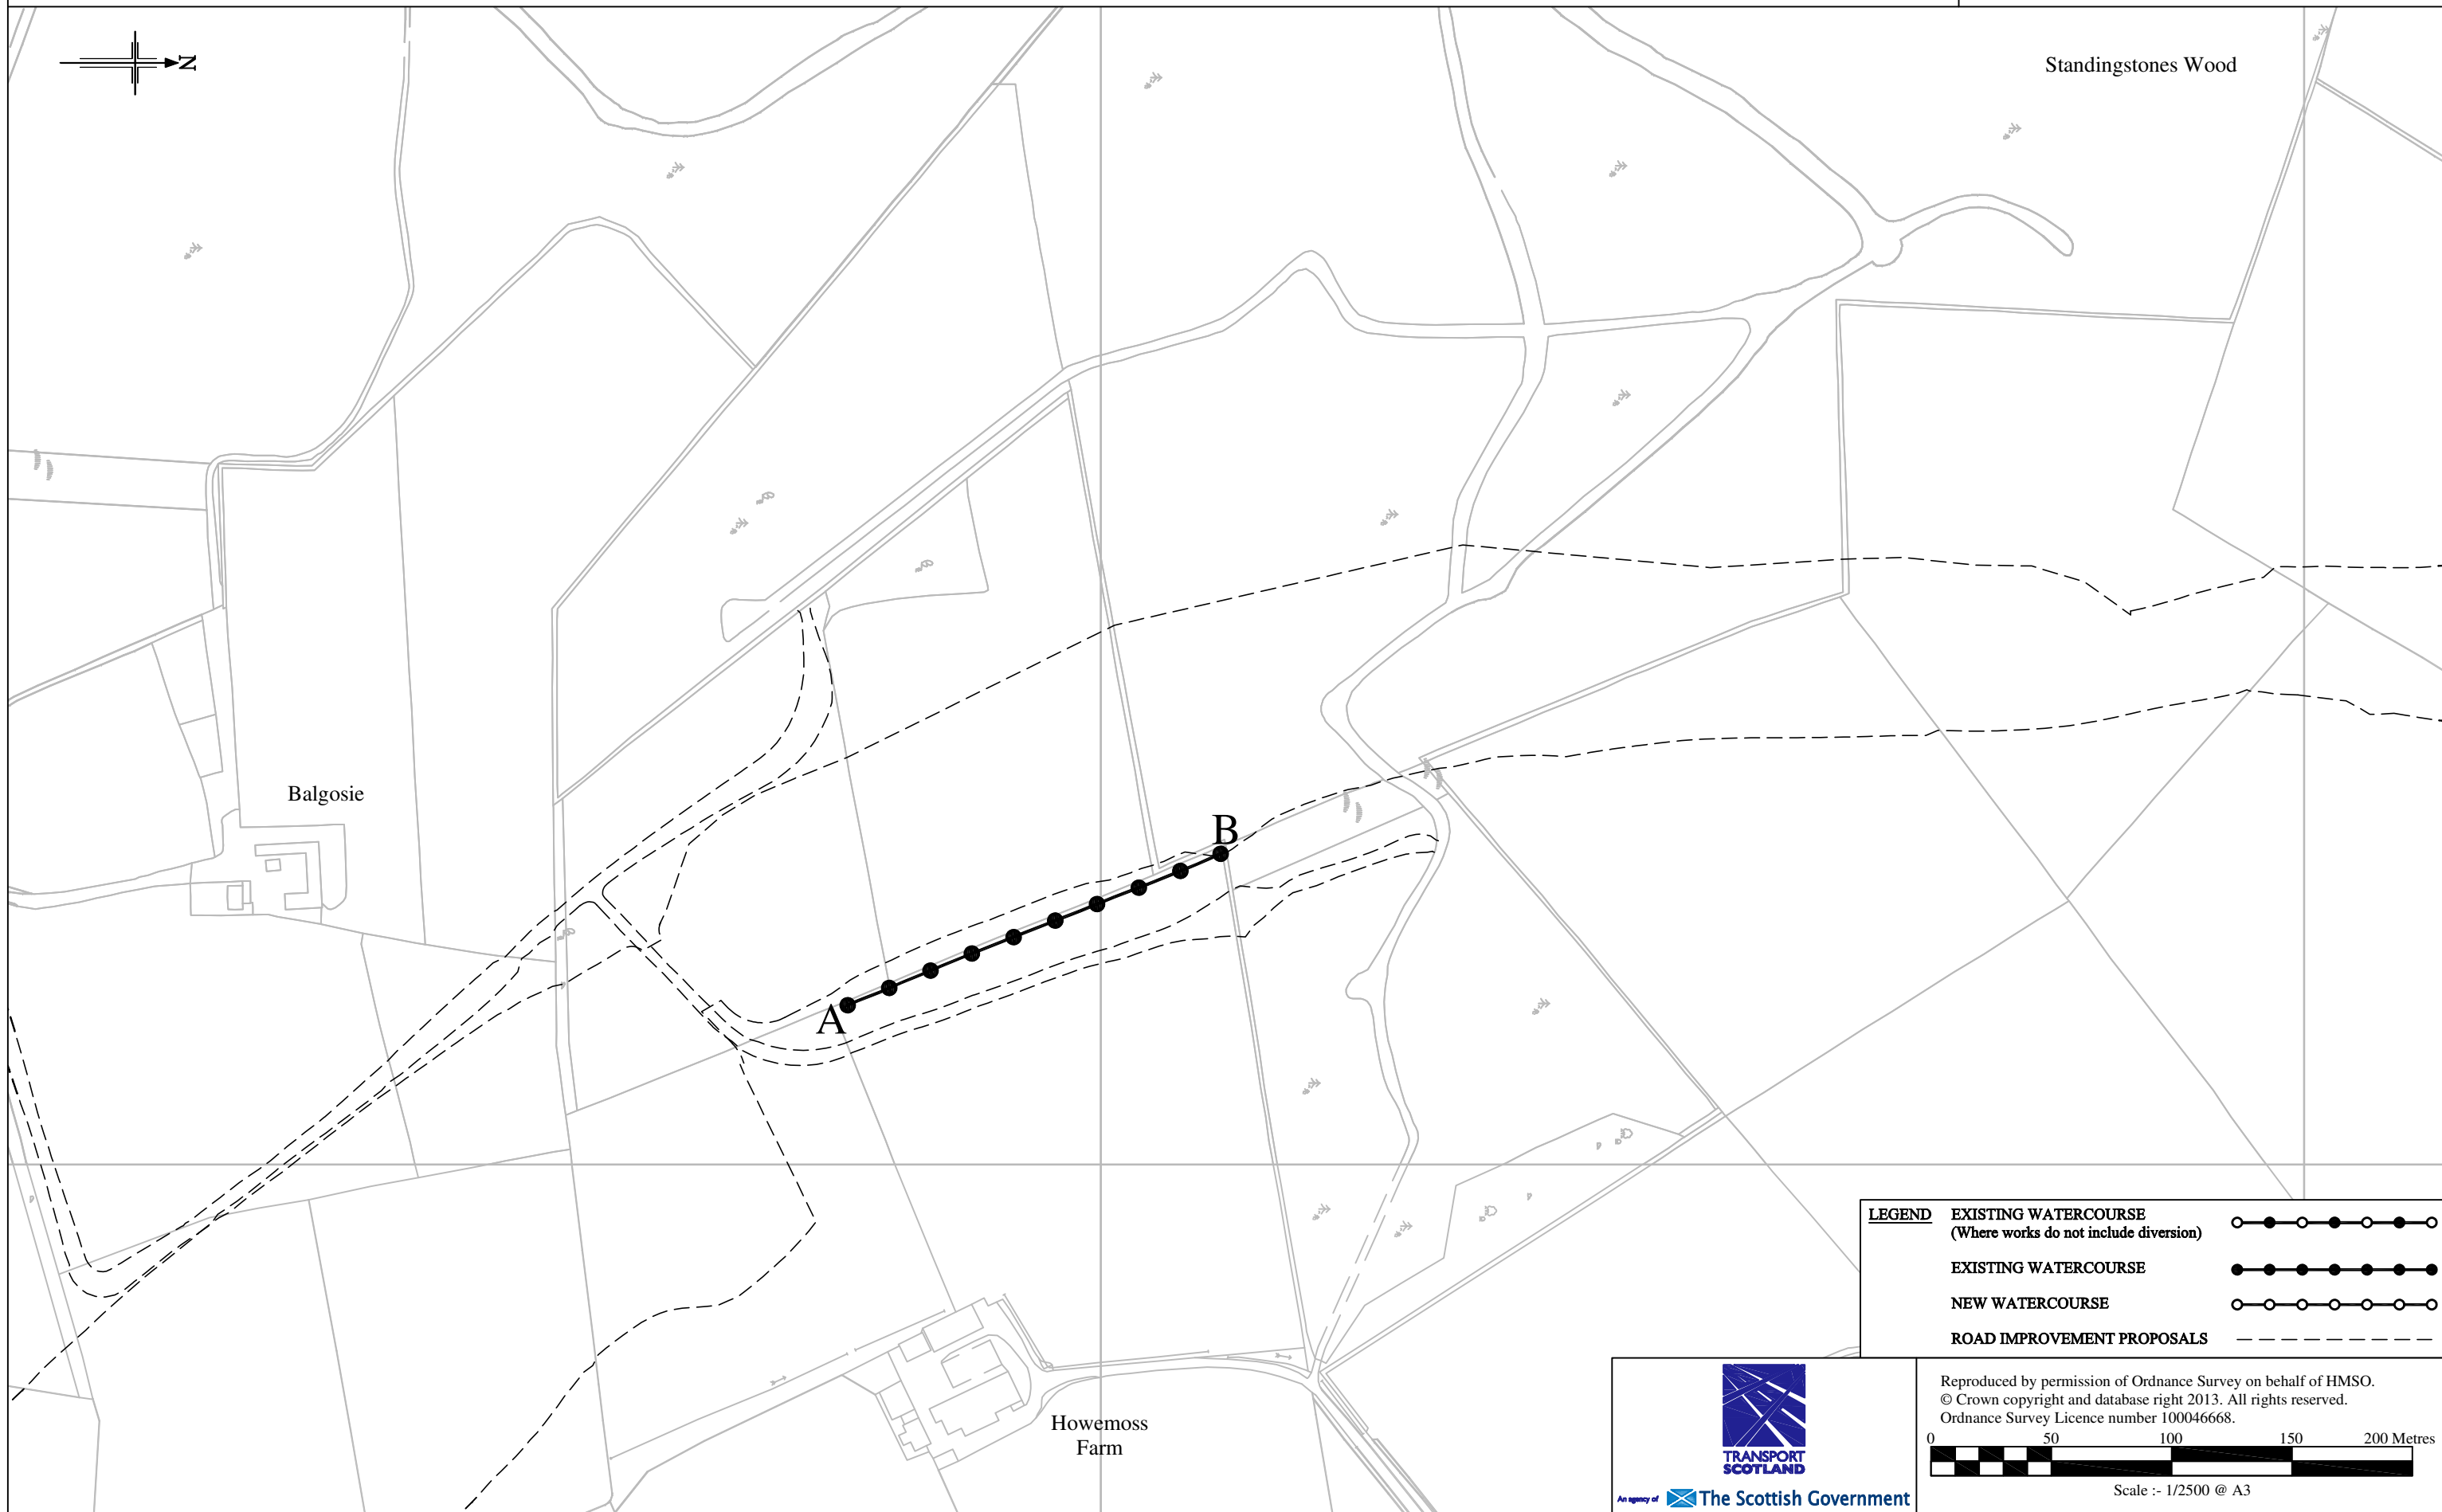 N
Standingstones Wood
Balgosie
B
A
LEGEND EXISTING WATERCOURSE
(Where works do not include diversion)
EXISTING WATERCOURSE
NEW WATERCOURSE
ROAD IMPROVEMENT PROPOSALS
Howemoss
Farm
TRANSPORT
SCOTLAND
An agency of The Scottish Government
Reproduced by permission of Ordnance Survey on behalf of HMSO.
© Crown copyright and database right 2013. All rights reserved.
Ordnance Survey Licence number 100046668.
0 50 100 150 200 Metres
Scale :- 1/2500 @ A3